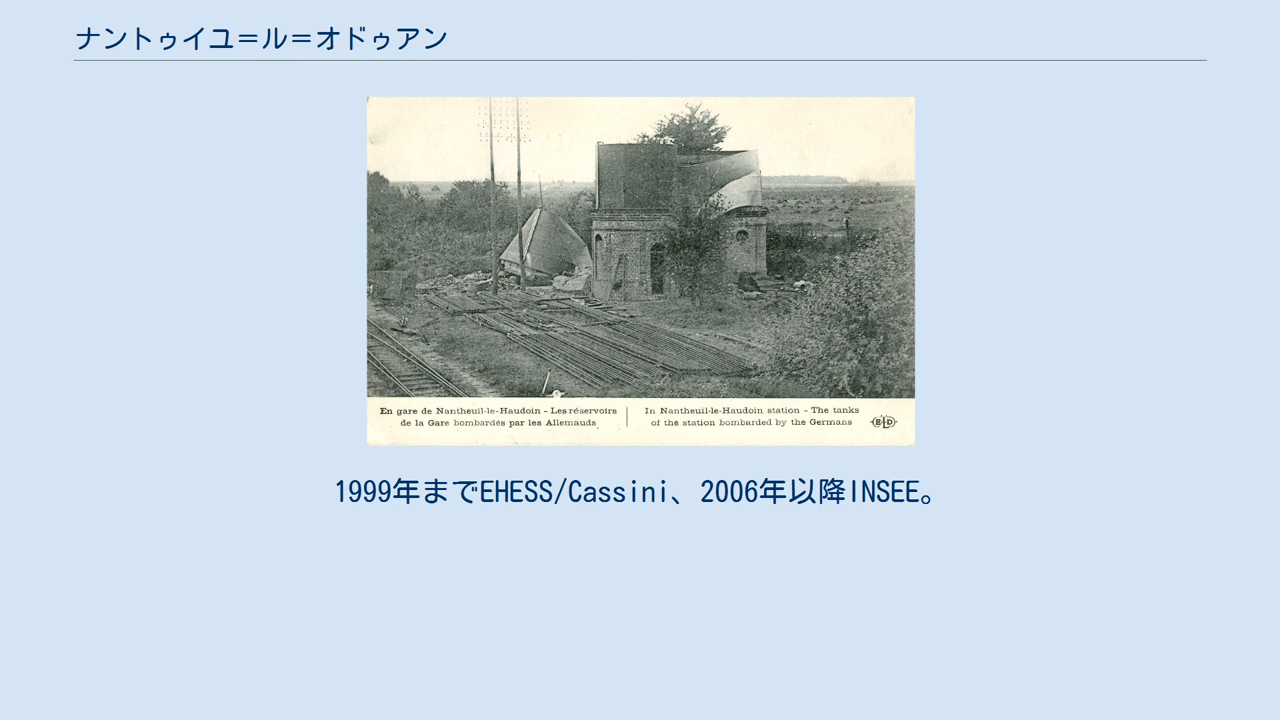 ナントゥイユ＝ル＝オドゥアン
En gare de Nantheuil-le-Haudoin - Les réservoirs
de la Gare bombardés par les Allemauds
In Nantheuil-le-Haudoin station - The tanks
of the station bombarded by the Germans
ELD
1999年までEHESS/Cassini、2006年以降INSEE。